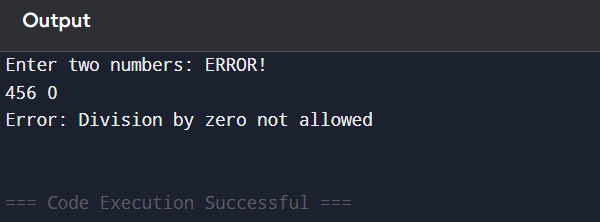 Output
Enter two numbers: ERROR!
456 0
Error: Division by zero not allowed
=== Code Execution Successful ===